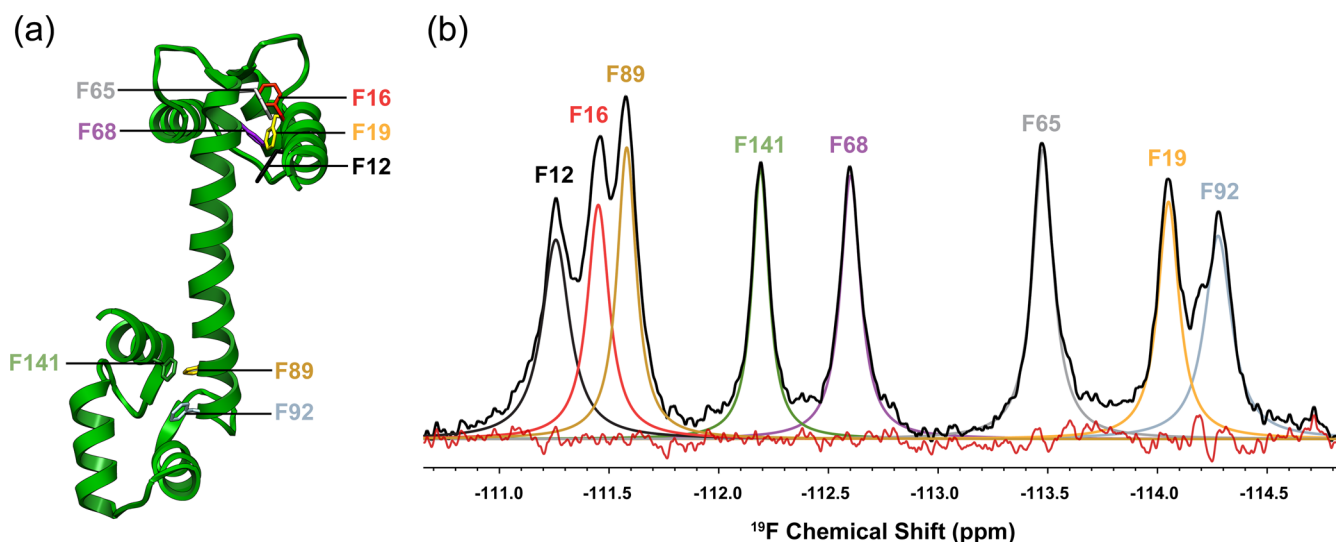 (a)
F65
F16
F68
F19
F12
F141
F89
F92
(b)
F12
F16
F89
F141
F68
F65
F19
F92
-111.0 -111.5 -112.0 -112.5 -113.0 -113.5 -114.0 -114.5
¹⁹F Chemical Shift (ppm)